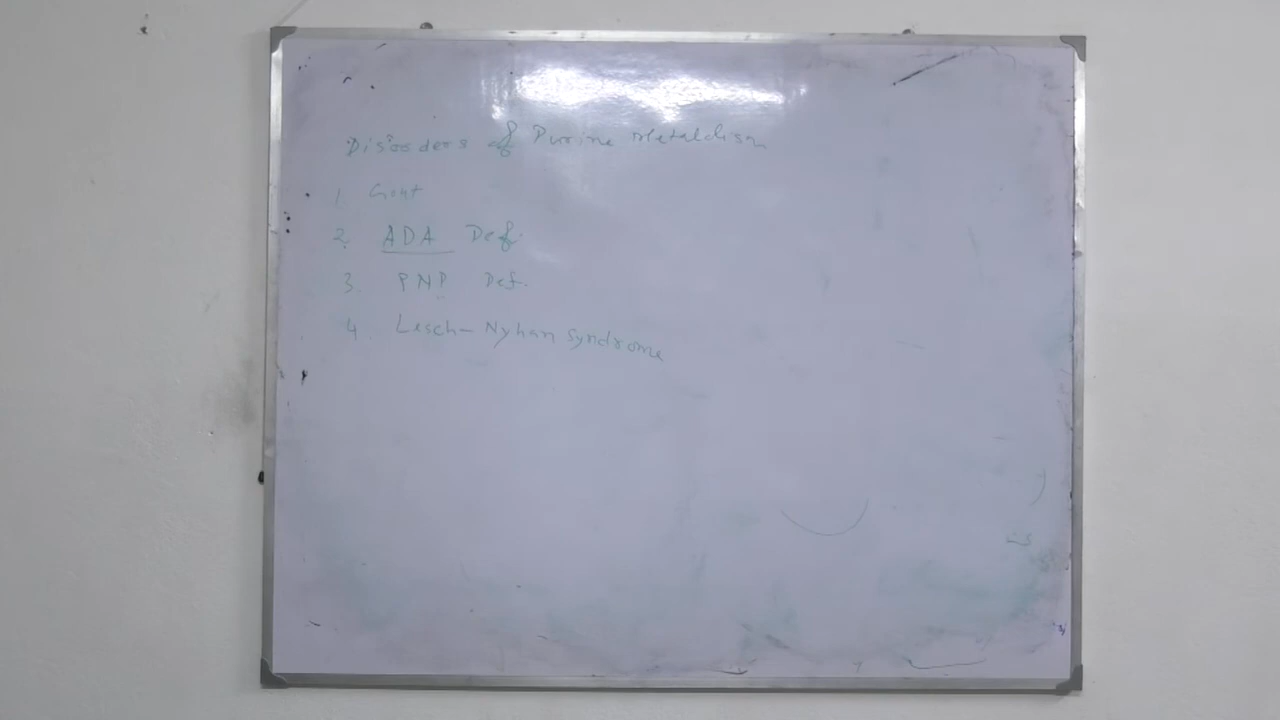 Disorders of Purine Metabolism
1. Gout
2. ADA Def.
3. PNP Def.
4. Lesch-Nyhan Syndrome